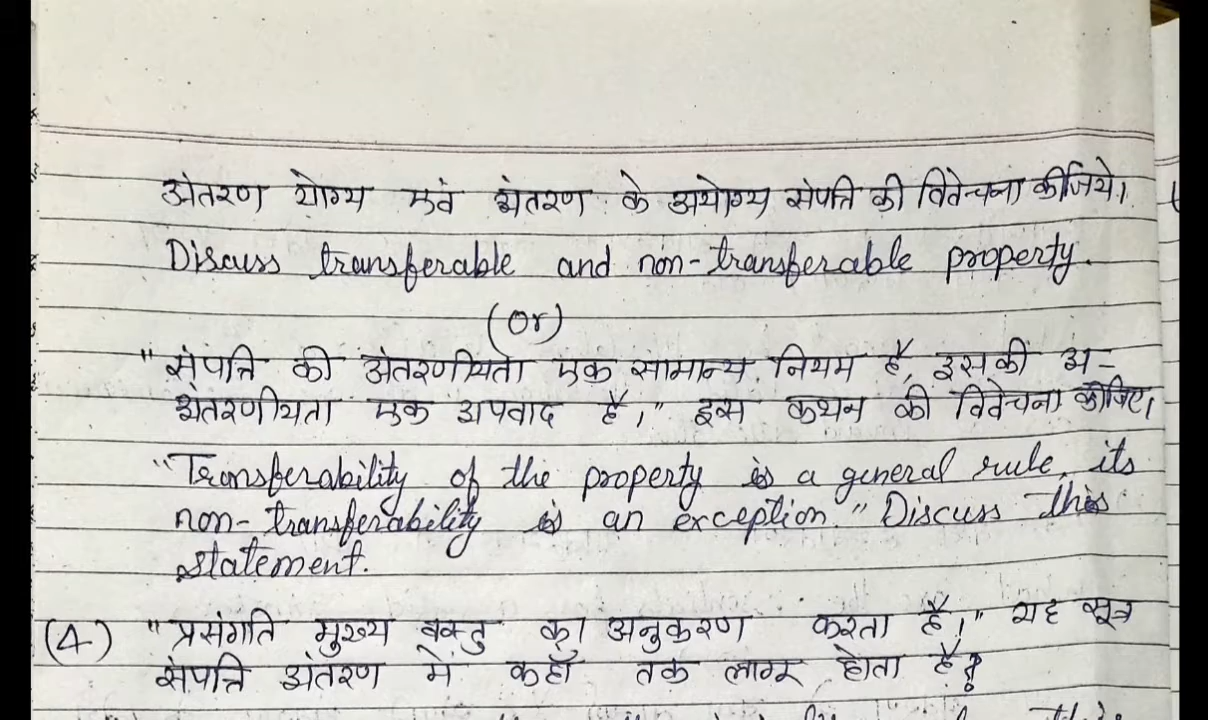 अंतरण योग्य एवं अंतरण के अयोग्य संपत्ति की विवेचना कीजिये।
Discuss transferable and non-transferable property.
(Or)
"संपत्ति की अंतरणीयता एक सामान्य नियम है, इसकी अ-
अंतरणीयता एक अपवाद है।" इस कथन की विवेचना कीजिए।
"Transferability of the property is a general rule, its
non-transferability is an exception." Discuss this
statement.
(4) "प्रसंगति मुख्य वस्तु का अनुकरण करता है।" यह सूत्र
संपत्ति अंतरण में कहाँ तक लागू होता है?